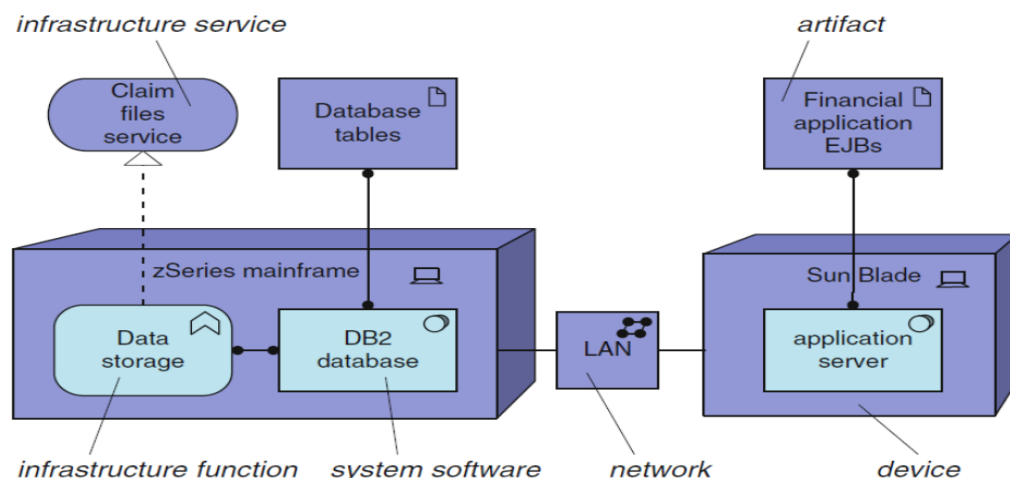 infrastructure service
artifact
Claim
files
service
Database
tables
Financial
application
EJBs
zSeries mainframe
Sun Blade
Data
storage
DB2
database
LAN
application
server
infrastructure function
system software
network
device